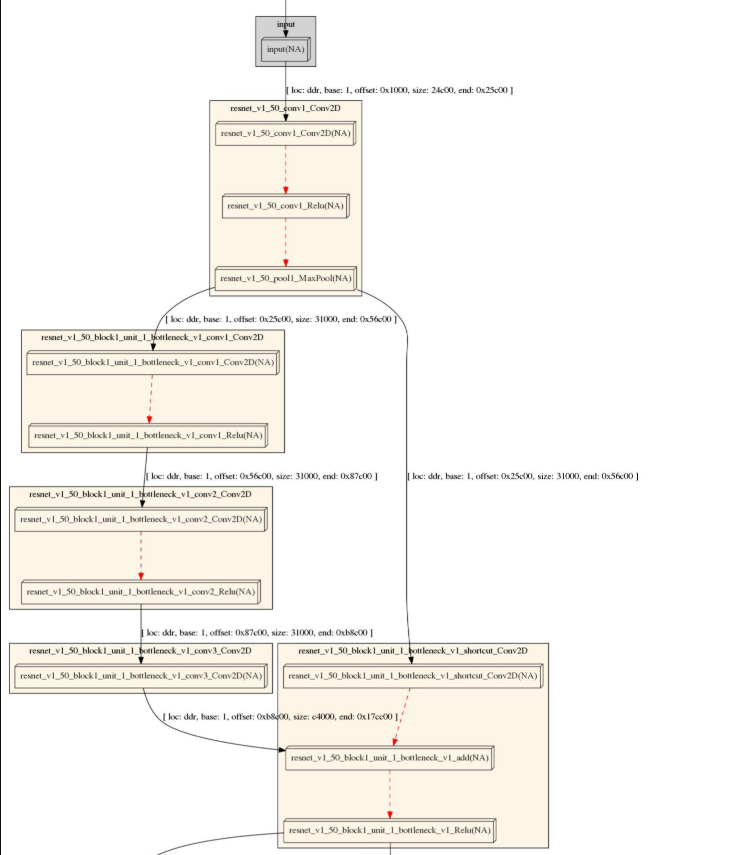 input
input(NA)
[ loc: ddr, base: 1, offset: 0x1000, size: 24c00, end: 0x25c00 ]
resnet_v1_50_conv1_Conv2D
resnet_v1_50_conv1_Conv2D(NA)
resnet_v1_50_conv1_Relu(NA)
resnet_v1_50_pool1_MaxPool(NA)
[ loc: ddr, base: 1, offset: 0x25c00, size: 31000, end: 0x56c00 ]
resnet_v1_50_block1_unit_1_bottleneck_v1_conv1_Conv2D
resnet_v1_50_block1_unit_1_bottleneck_v1_conv1_Conv2D(NA)
resnet_v1_50_block1_unit_1_bottleneck_v1_conv1_Relu(NA)
[ loc: ddr, base: 1, offset: 0x56c00, size: 31000, end: 0x87c00 ]
[ loc: ddr, base: 1, offset: 0x25c00, size: 31000, end: 0x56c00 ]
resnet_v1_50_block1_unit_1_bottleneck_v1_conv2_Conv2D
resnet_v1_50_block1_unit_1_bottleneck_v1_conv2_Conv2D(NA)
resnet_v1_50_block1_unit_1_bottleneck_v1_conv2_Relu(NA)
[ loc: ddr, base: 1, offset: 0x87c00, size: 31000, end: 0xb8c00 ]
resnet_v1_50_block1_unit_1_bottleneck_v1_conv3_Conv2D
resnet_v1_50_block1_unit_1_bottleneck_v1_conv3_Conv2D(NA)
resnet_v1_50_block1_unit_1_bottleneck_v1_shortcut_Conv2D
resnet_v1_50_block1_unit_1_bottleneck_v1_shortcut_Conv2D(NA)
[ loc: ddr, base: 1, offset: 0xb8c00, size: c4000, end: 0x17cc00 ]
resnet_v1_50_block1_unit_1_bottleneck_v1_add(NA)
resnet_v1_50_block1_unit_1_bottleneck_v1_Relu(NA)